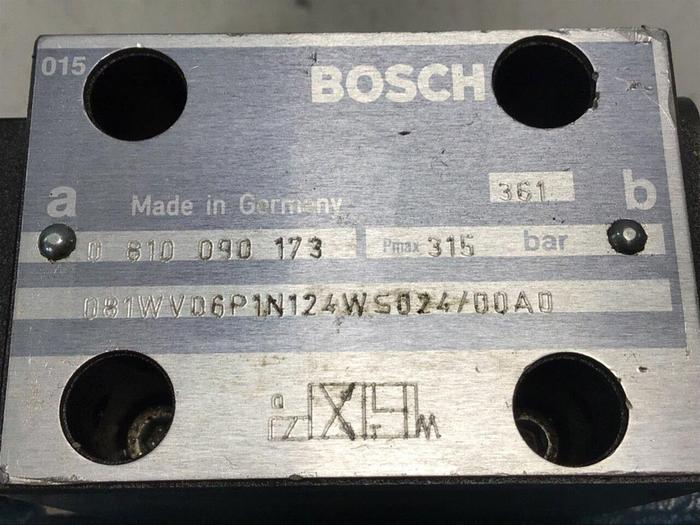 015
BOSCH
361
a
b
Made in Germany
0 810 090 173
Pmax 315 bar
081WV06P1N124WS024/00A0
a
W